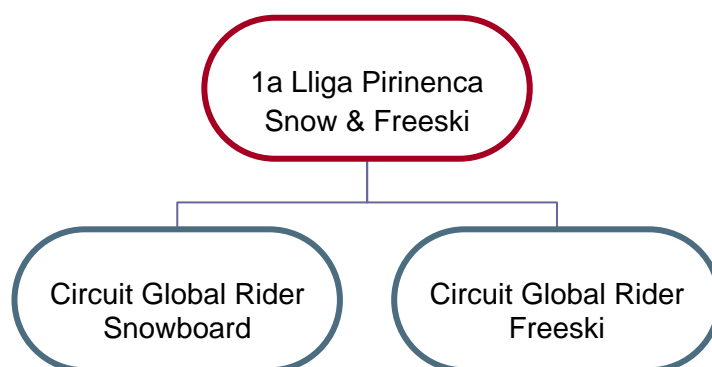 1a Lliga Pirinenca
Snow & Freeski
Circuit Global Rider
Snowboard
Circuit Global Rider
Freeski